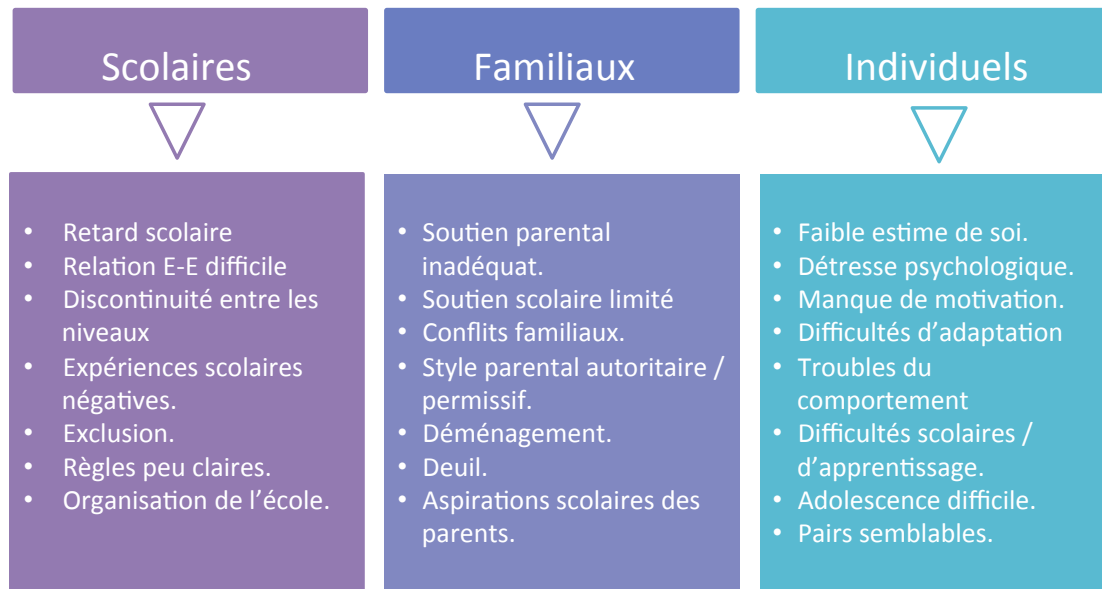 Scolaires
Familiaux
Individuels
• Retard scolaire
• Relation E-E difficile
• Discontinuité entre les
niveaux
• Expériences scolaires
négatives.
• Exclusion.
• Règles peu claires.
• Organisation de l’école.
• Soutien parental
inadéquat.
• Soutien scolaire limité
• Conflits familiaux.
• Style parental autoritaire /
permissif.
• Déménagement.
• Deuil.
• Aspirations scolaires des
parents.
• Faible estime de soi.
• Détresse psychologique.
• Manque de motivation.
• Difficultés d’adaptation
• Troubles du
comportement
• Difficultés scolaires /
d’apprentissage.
• Adolescence difficile.
• Pairs semblables.